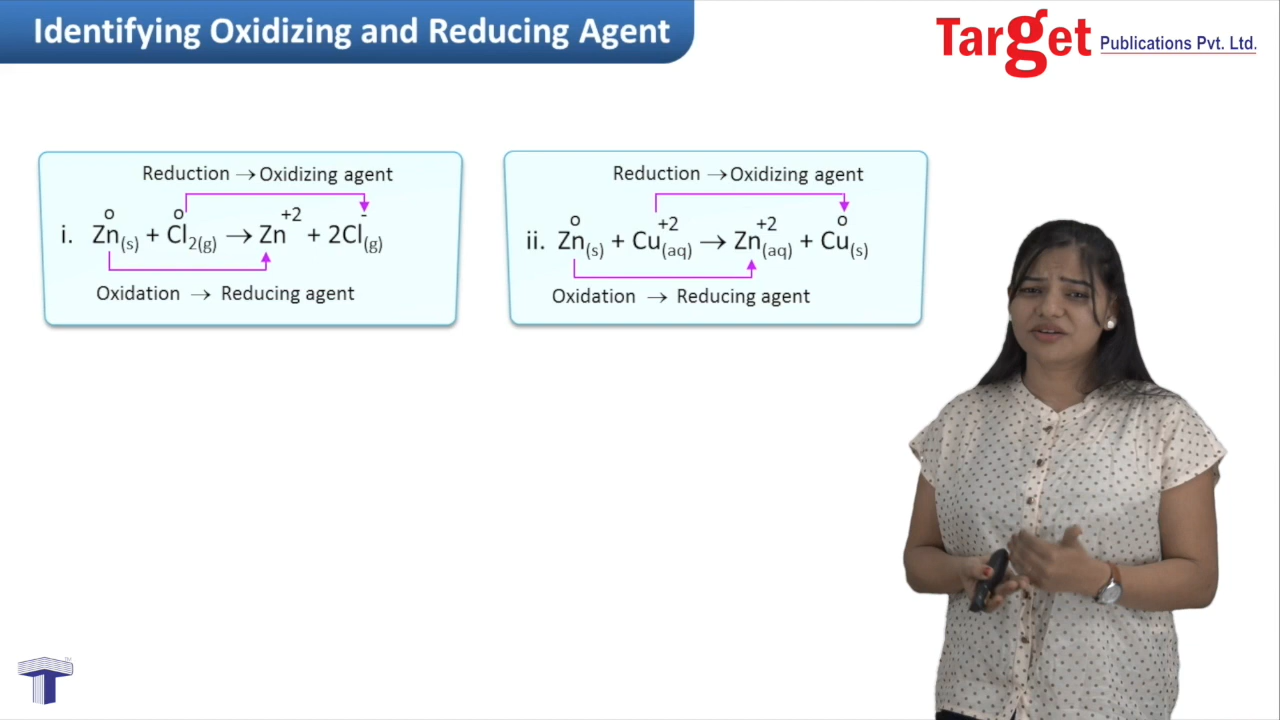 Identifying Oxidizing and Reducing Agent
Target Publications Pvt. Ltd.
Reduction → Oxidizing agent
o o +2 -
i. Zn(s) + Cl2(g) → Zn + 2Cl(g)
Oxidation → Reducing agent
Reduction → Oxidizing agent
o +2 +2 o
ii. Zn(s) + Cu(aq) → Zn(aq) + Cu(s)
Oxidation → Reducing agent
TM